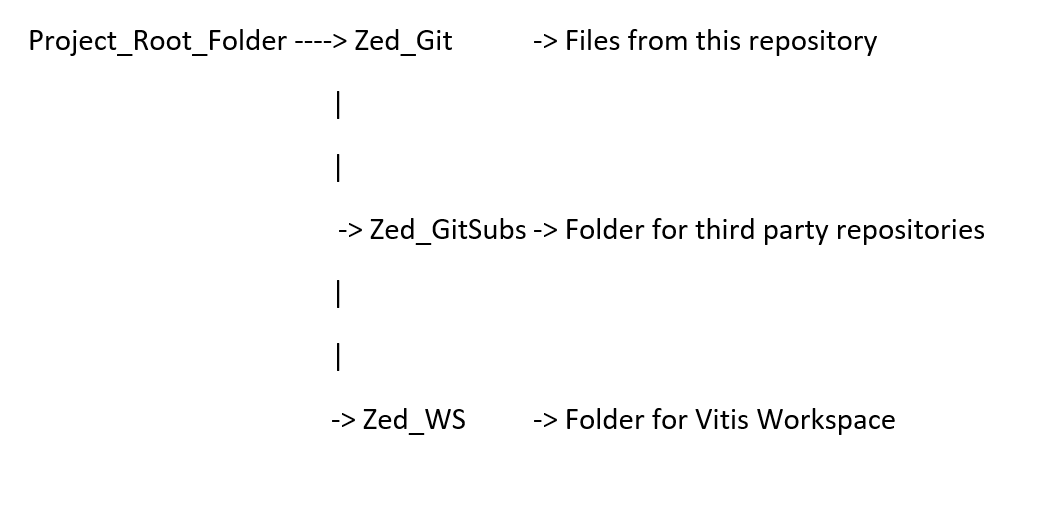 Project_Root_Folder ----> Zed_Git -> Files from this repository
|
|
-> Zed_GitSubs -> Folder for third party repositories
|
|
-> Zed_WS -> Folder for Vitis Workspace